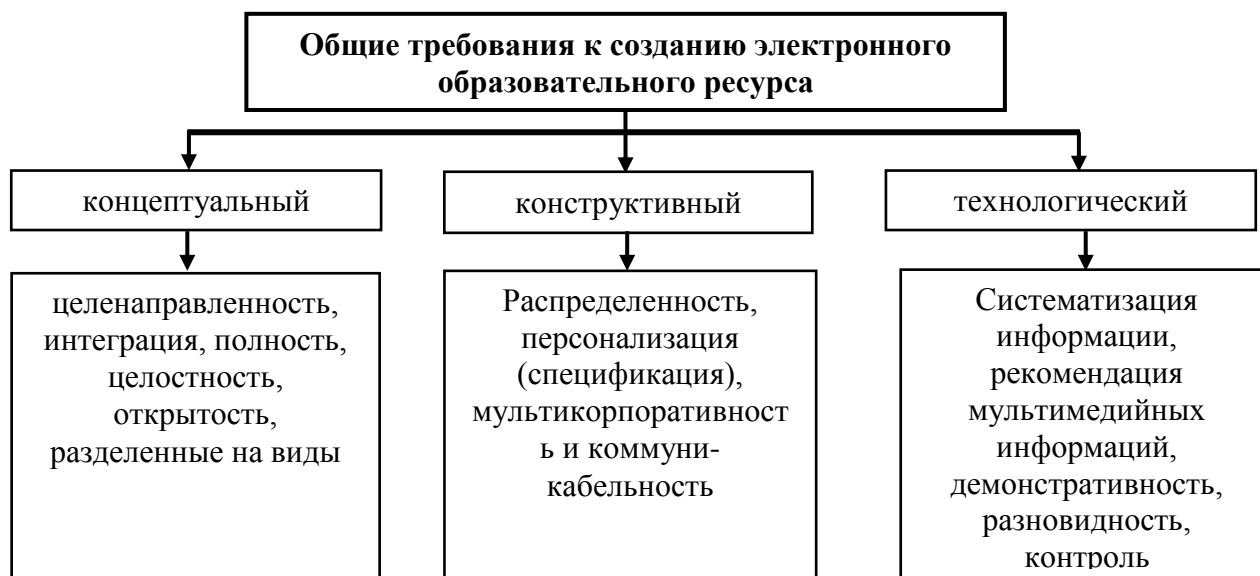 Общие требования к созданию электронного
образовательного ресурса
концептуальный
конструктивный
технологический
целенаправленность,
интеграция, полность,
целостность,
открытость,
разделенные на виды
Распределенность,
персонализация
(спецификация),
мультикорпоративност
ь и коммуни-
кабельность
Систематизация
информации,
рекомендация
мультимедийных
информаций,
демонстративность,
разновидность,
контроль